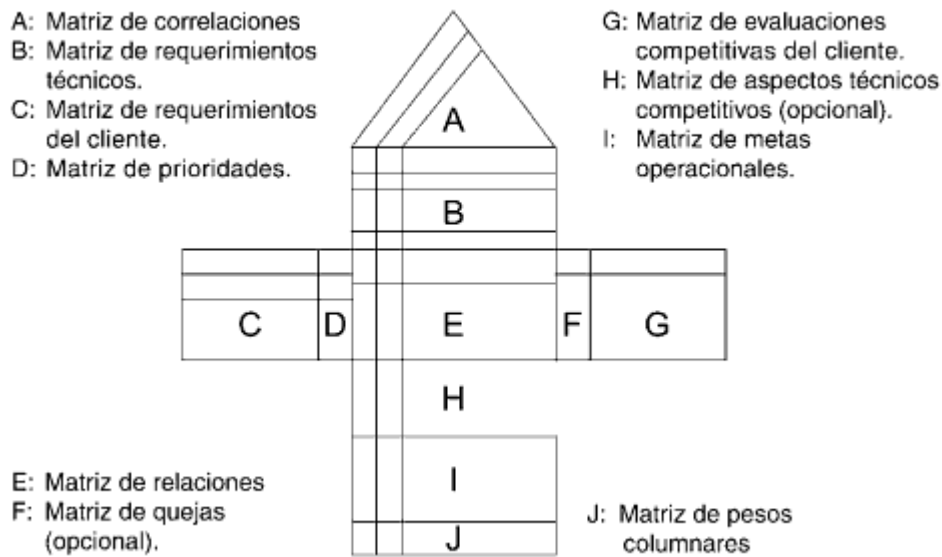 A: Matriz de correlaciones
B: Matriz de requerimientos
técnicos.
C: Matriz de requerimientos
del cliente.
D: Matriz de prioridades.
G: Matriz de evaluaciones
competitivas del cliente.
H: Matriz de aspectos técnicos
competitivos (opcional).
I: Matriz de metas
operacionales.
A
B
C D E F G
H
I
J
E: Matriz de relaciones
F: Matriz de quejas
(opcional).
J: Matriz de pesos
columnares